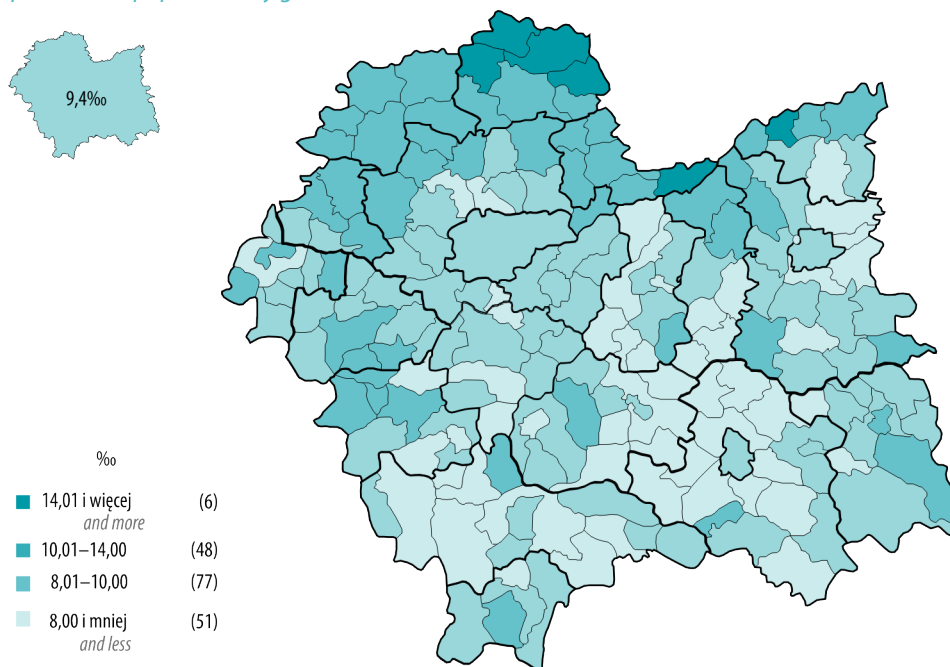 9,4‰
‰
14,01 i więcej (6)
and more
10,01–14,00 (48)
8,01–10,00 (77)
8,00 i mniej (51)
and less